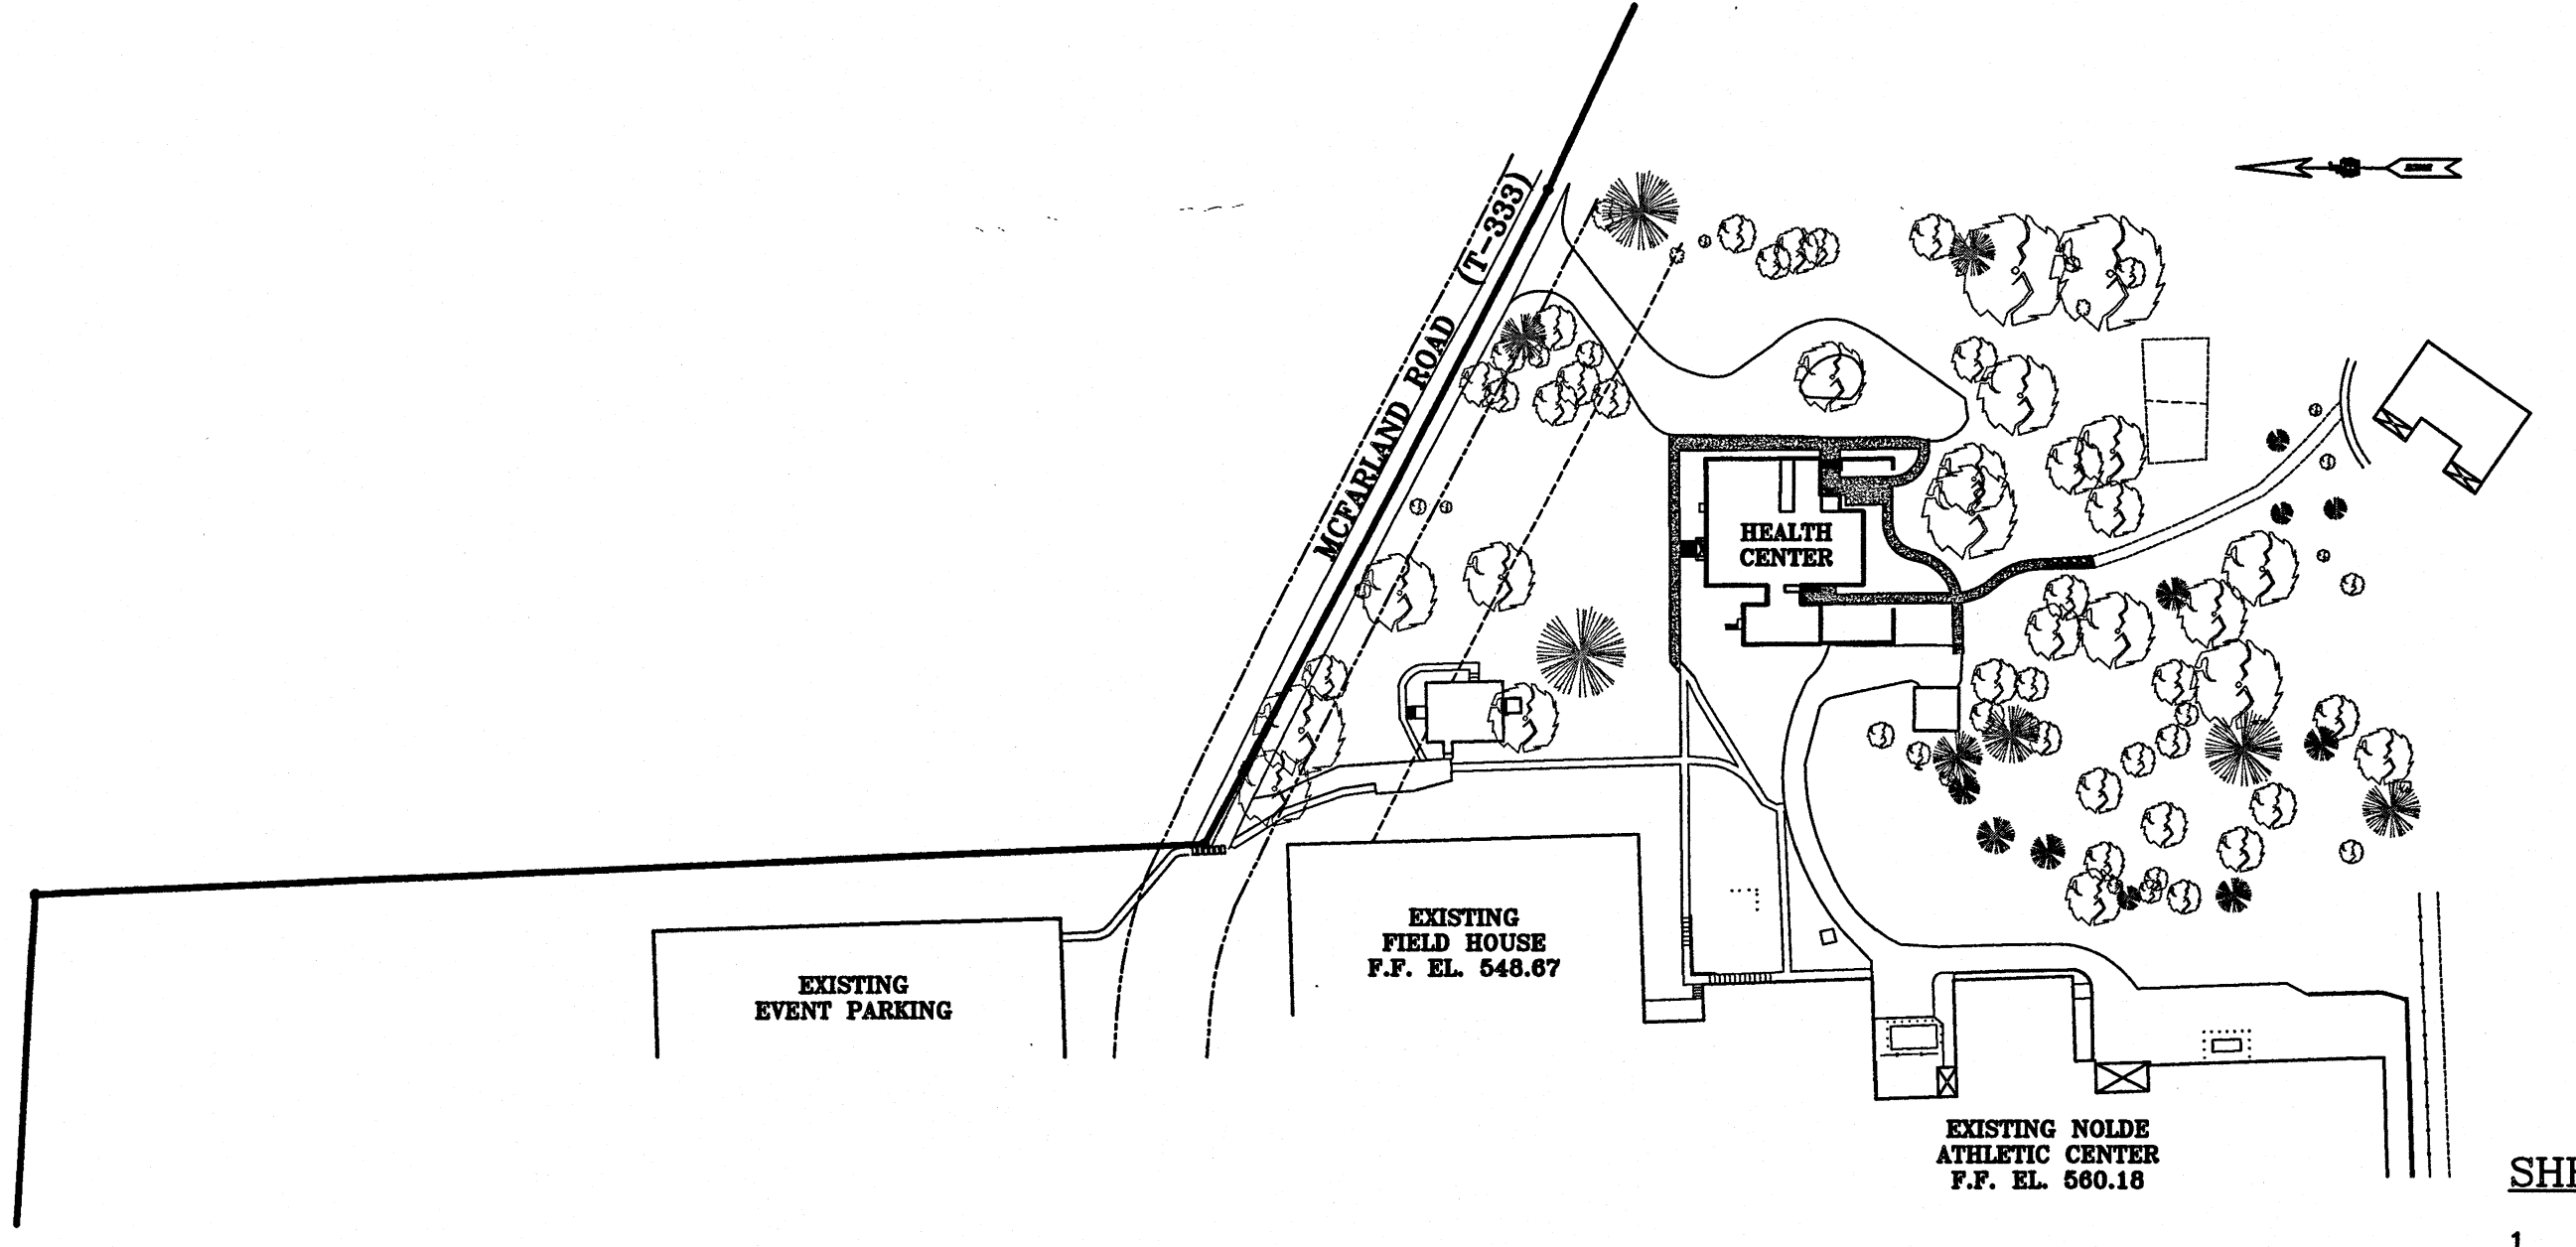 MCFARLAND ROAD (T-333)
HEALTH
CENTER
EXISTING
FIELD HOUSE
F.F. EL. 548.67
EXISTING
EVENT PARKING
EXISTING NOLDE
ATHLETIC CENTER
F.F. EL. 560.18
1